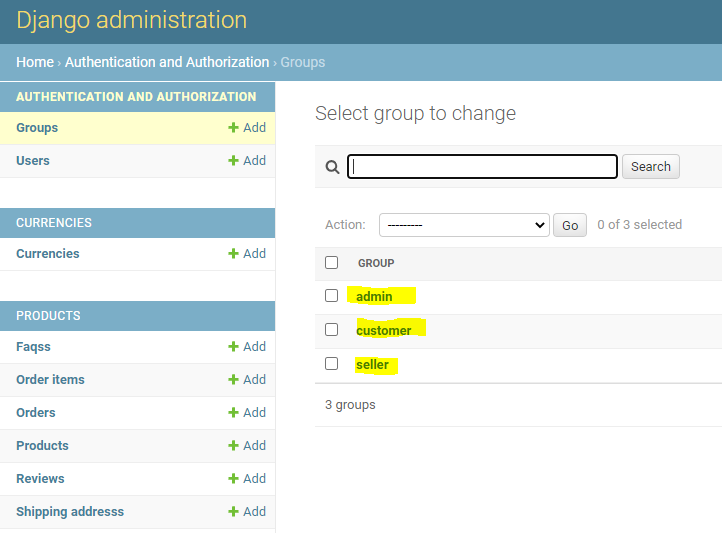 Django administration
Home › Authentication and Authorization › Groups
AUTHENTICATION AND AUTHORIZATION
Groups + Add
Users + Add
CURRENCIES
Currencies + Add
PRODUCTS
Faqss + Add
Order items + Add
Orders + Add
Products + Add
Reviews + Add
Shipping addresss + Add
Select group to change
Search
Action: --------- Go 0 of 3 selected
GROUP
admin
customer
seller
3 groups